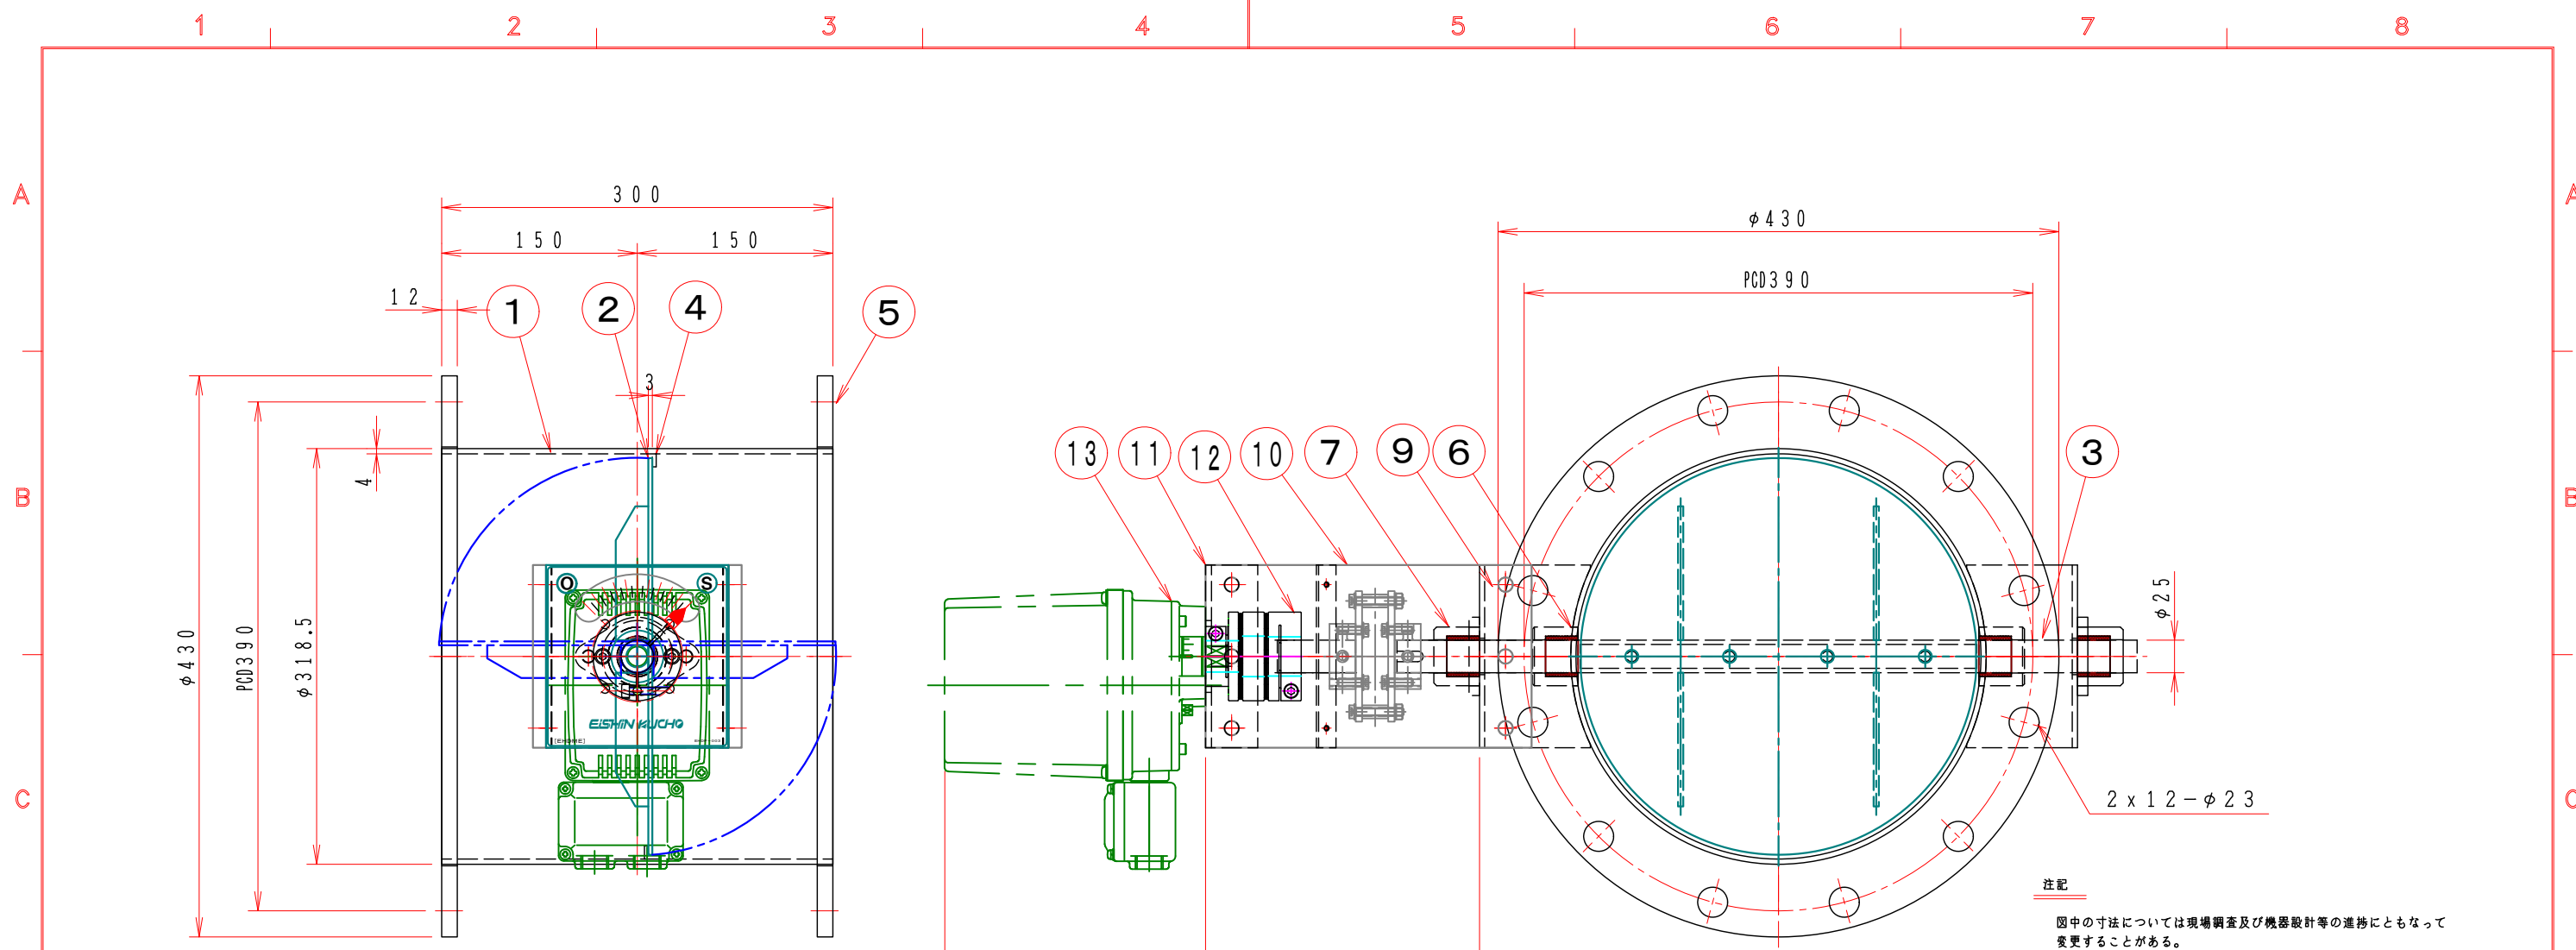 1 2 3 4 5 6 7 8
A A
300
φ430
150 150
PCD390
12 1 2 4 5
3
13 11 12 10 7 9 6 3
4
B B
O S
φ25
φ430 PCD390 φ318.5
EiSHiN KUCHO
C C
2x12-φ23
注記
図中の寸法については現場調査及び機器設計等の進捗にともなって
変更することがある。